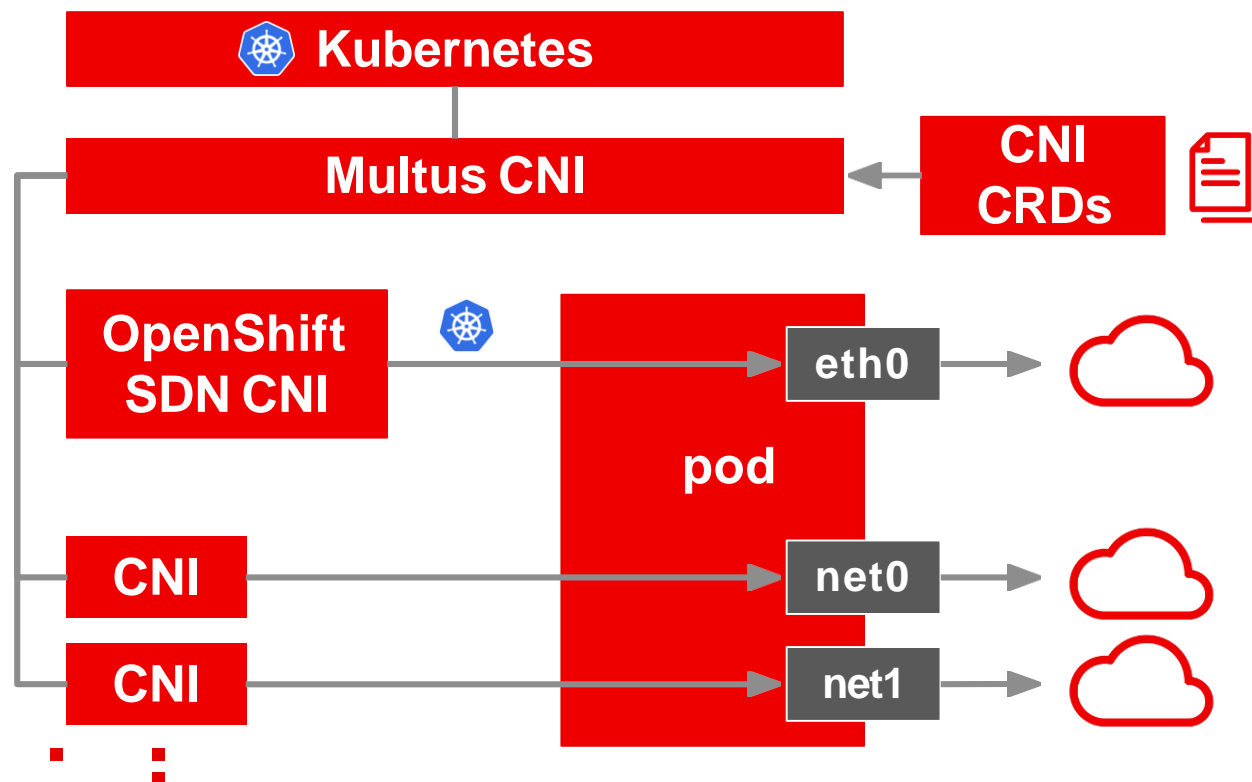 Kubernetes
Multus CNI
CNI
CRDs
OpenShift
SDN CNI
eth0
pod
CNI
net0
CNI
net1